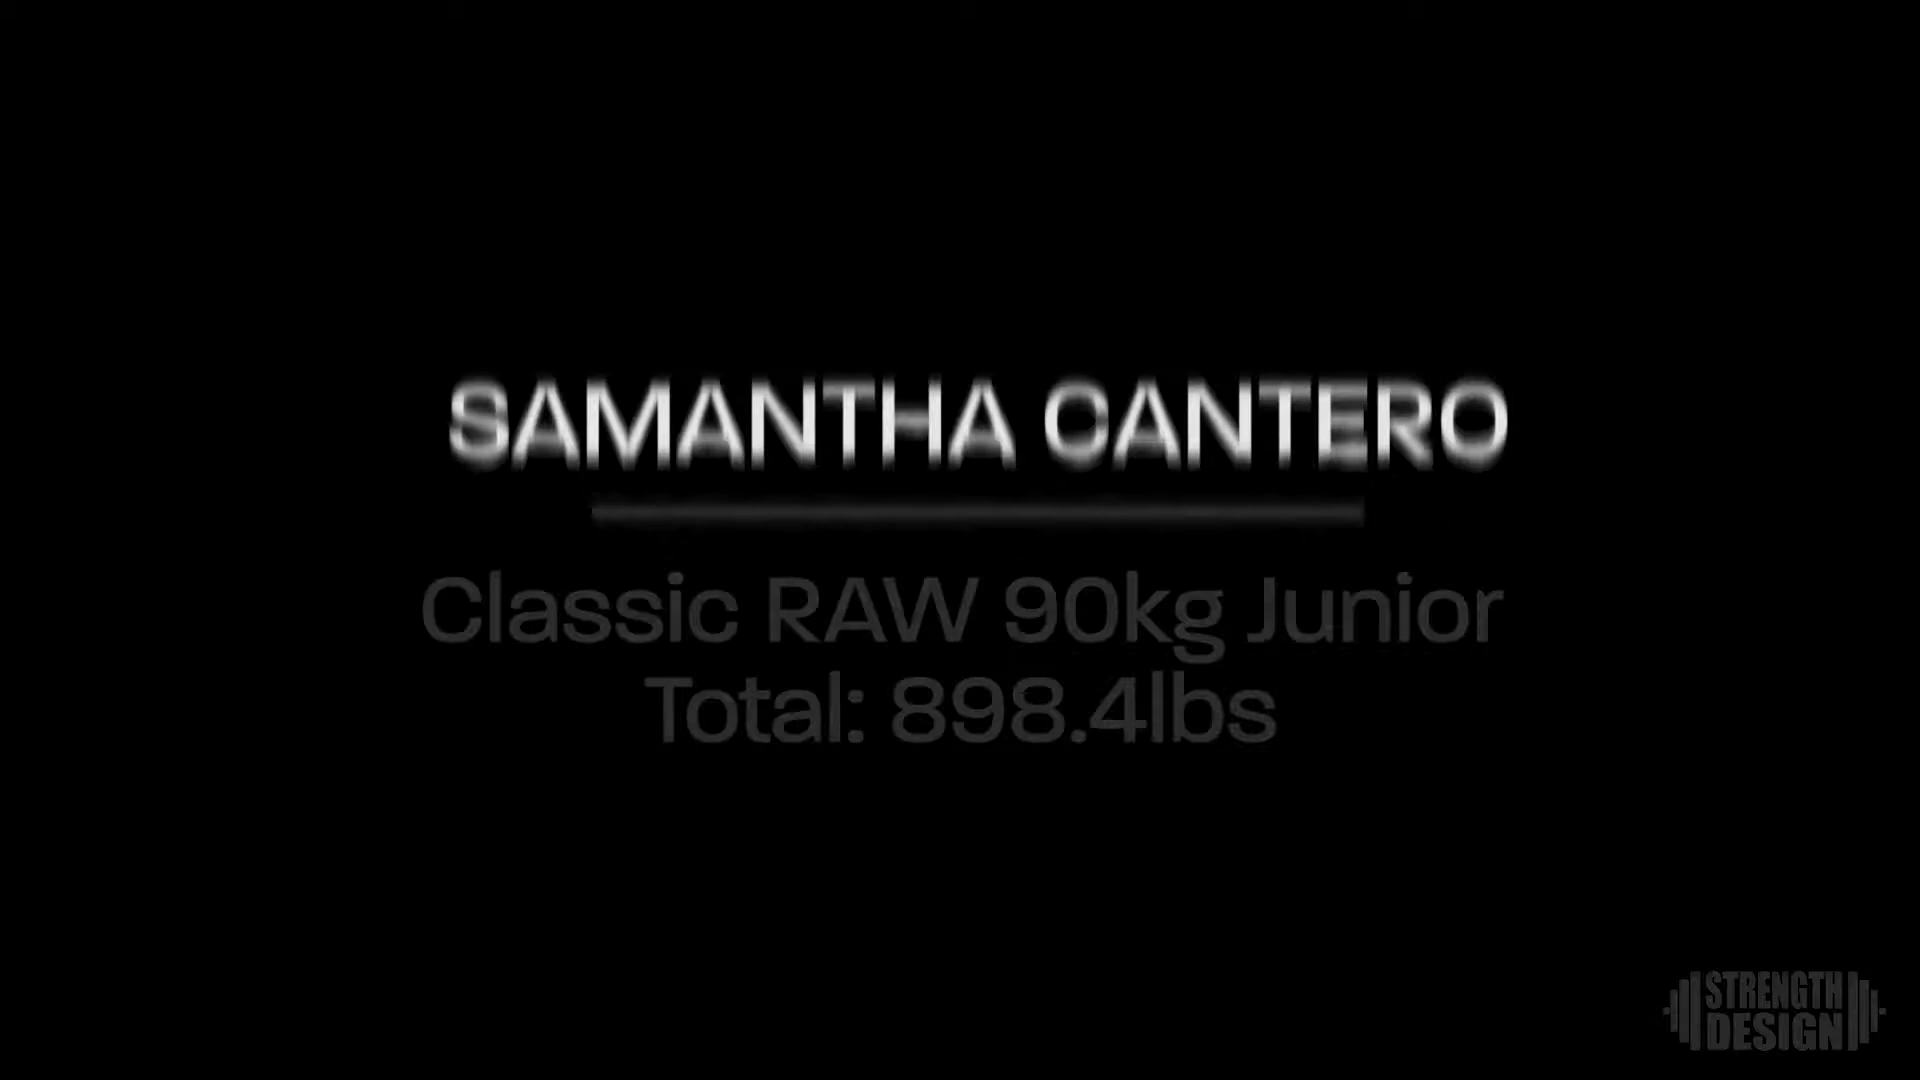 SAMANTHA CANTERO
Classic RAW 90kg Junior
Total: 898.4lbs
STRENGTH
DESIGN